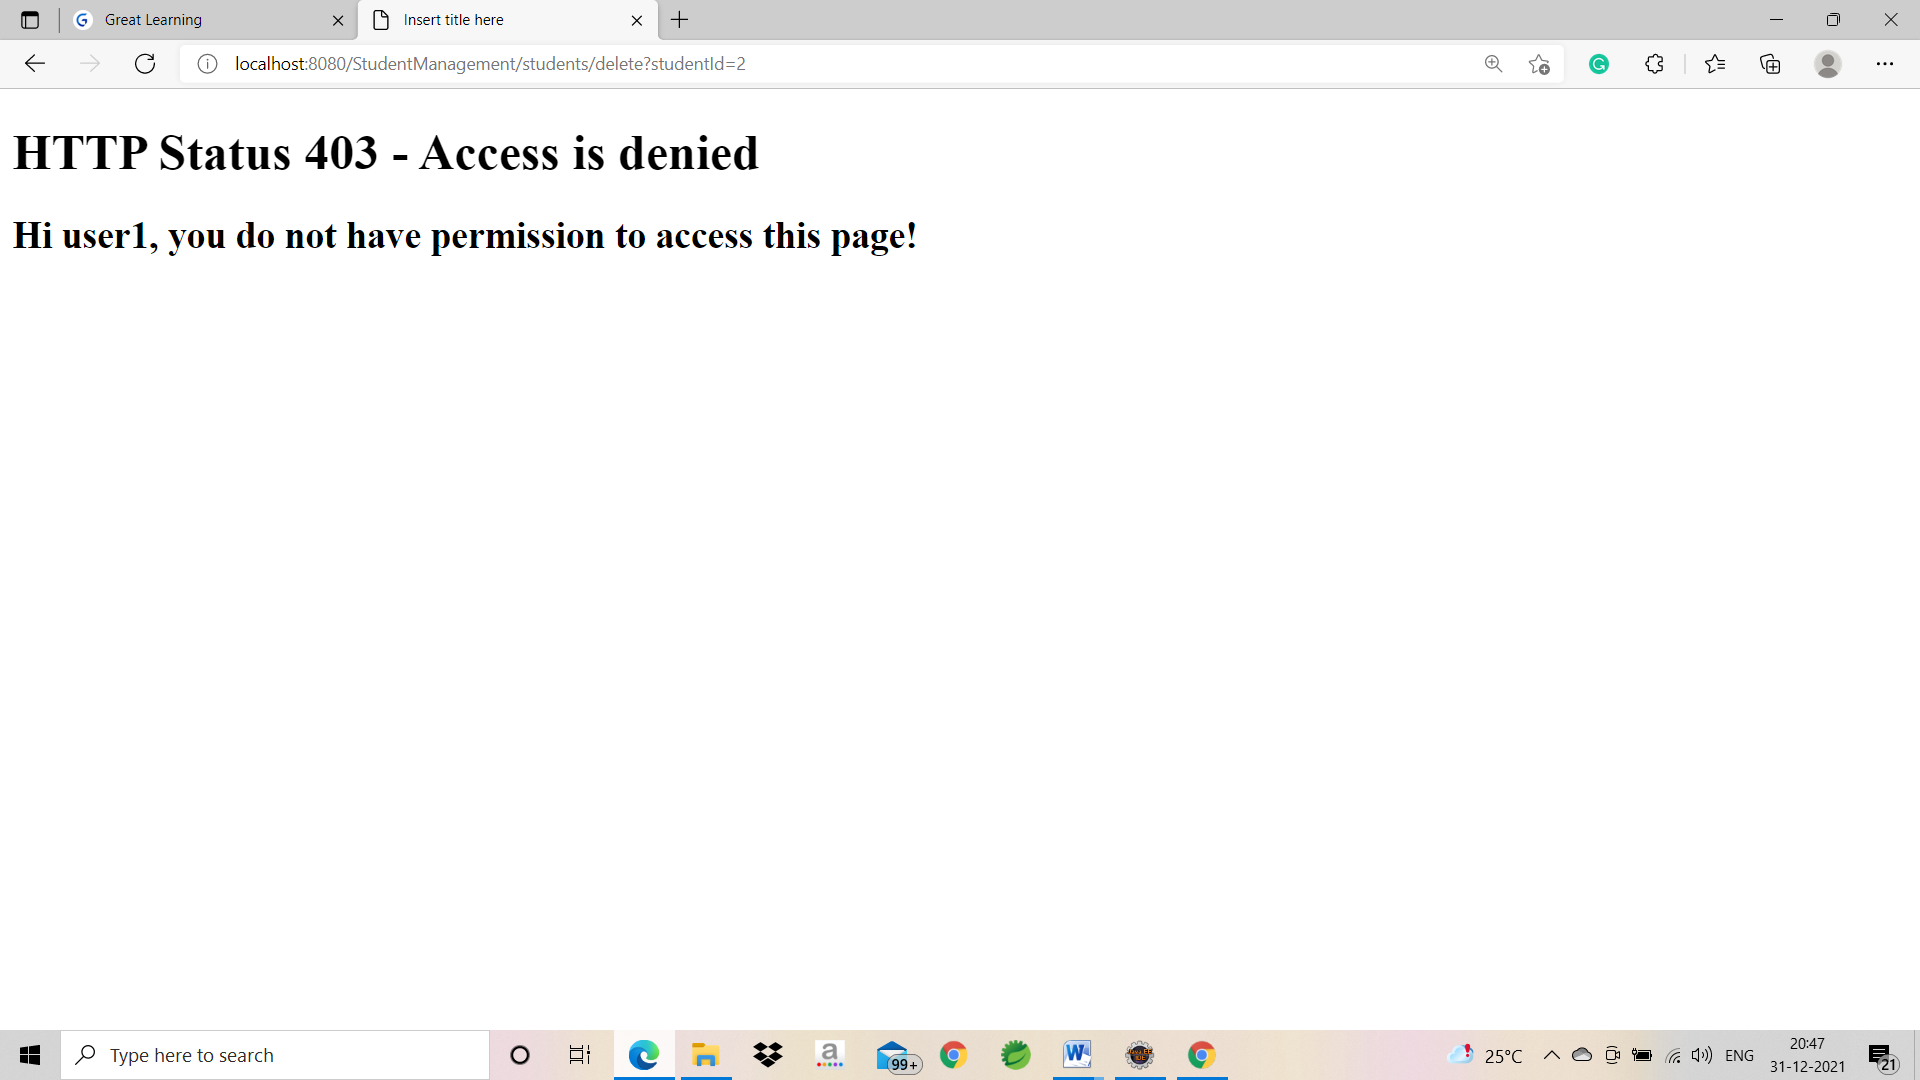 Great Learning
Insert title here
localhost:8080/StudentManagement/students/delete?studentId=2
HTTP Status 403 - Access is denied
Hi user1, you do not have permission to access this page!
Type here to search
99+
25°C
ENG
20:47
31-12-2021
21